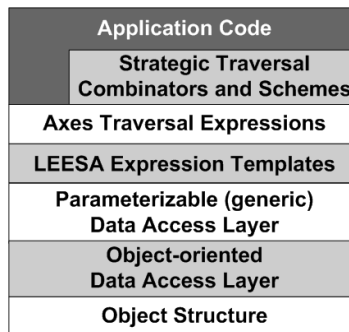 Application Code
Strategic Traversal
Combinators and Schemes
Axes Traversal Expressions
LEESA Expression Templates
Parameterizable (generic)
Data Access Layer
Object-oriented
Data Access Layer
Object Structure